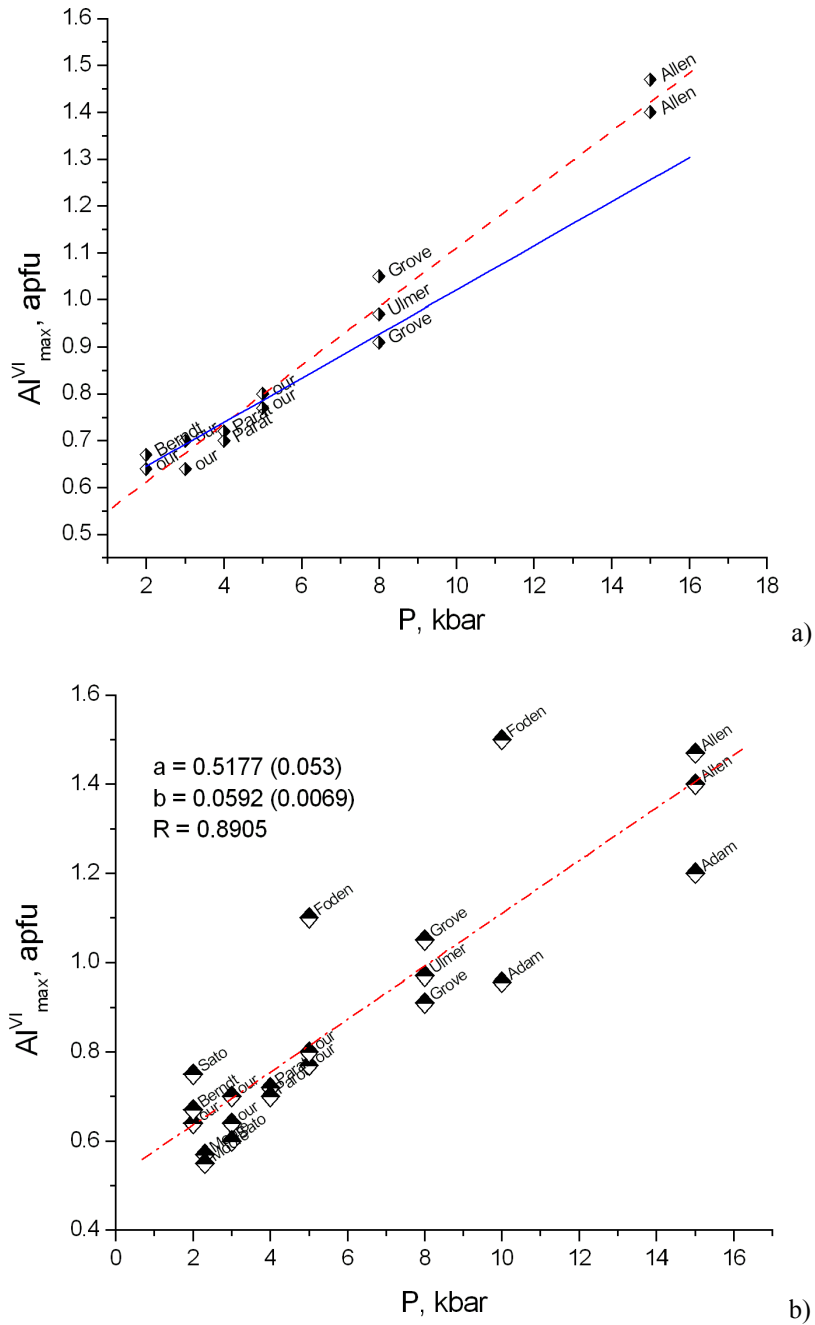 1.6
1.5
1.4
1.3
1.2
1.1
1.0
0.9
0.8
0.7
0.6
0.5
Al^VI_max, apfu
Allen
Allen
Grove
Ulmer
Grove
our
our
Parat
Parat
our
our
Berndt
our
2 4 6 8 10 12 14 16 18
P, kbar
a)
1.6
1.4
1.2
1.0
0.8
0.6
0.4
Al^VI_max, apfu
a = 0.5177 (0.053)
b = 0.0592 (0.0069)
R = 0.8905
Foden
Allen
Allen
Adam
Foden
Grove
Ulmer
Grove
Adam
Sato
Berndt
our
our
our
Sato
Parat
our
our
0 2 4 6 8 10 12 14 16
P, kbar
b)